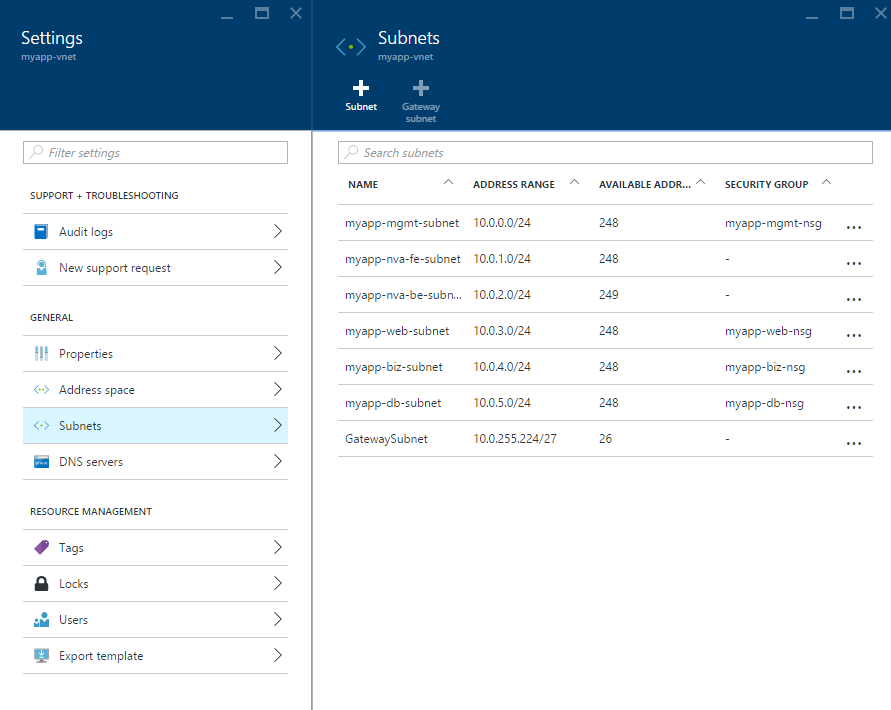 Settings
myapp-vnet
Filter settings
SUPPORT + TROUBLESHOOTING
Audit logs
New support request
GENERAL
Properties
Address space
Subnets
DNS servers
RESOURCE MANAGEMENT
Tags
Locks
Users
Export template
Subnets
myapp-vnet
Subnet
Gateway
subnet
Search subnets
NAME ADDRESS RANGE AVAILABLE ADDR... SECURITY GROUP
myapp-mgmt-subnet 10.0.0.0/24 248 myapp-mgmt-nsg ...
myapp-nva-fe-subnet 10.0.1.0/24 248 - ...
myapp-nva-be-subn... 10.0.2.0/24 249 - ...
myapp-web-subnet 10.0.3.0/24 248 myapp-web-nsg ...
myapp-biz-subnet 10.0.4.0/24 248 myapp-biz-nsg ...
myapp-db-subnet 10.0.5.0/24 248 myapp-db-nsg ...
GatewaySubnet 10.0.255.224/27 26 - ...